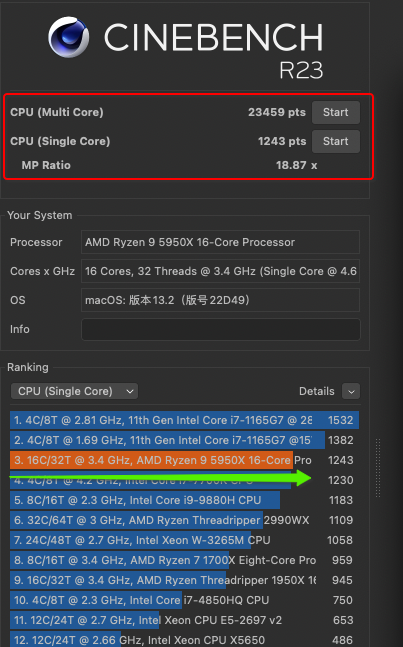 CINEBENCH
R23
CPU (Multi Core) 23459 pts Start
CPU (Single Core) 1243 pts Start
MP Ratio 18.87 x
Your System
Processor AMD Ryzen 9 5950X 16-Core Processor
Cores x GHz 16 Cores, 32 Threads @ 3.4 GHz (Single Core @ 4.6
OS macOS: 版本13.2（版号22D49）
Info
Ranking
CPU (Single Core) Details
1. 4C/8T @ 2.81 GHz, 11th Gen Intel Core i7-1165G7 @ 28 1532
2. 4C/8T @ 1.69 GHz, 11th Gen Intel Core i7-1165G7 @15 1382
3. 16C/32T @ 3.4 GHz, AMD Ryzen 9 5950X 16-Core Pro 1243
4. 4C/8T @ 4.2 GHz, Intel Core i7-7700K CPU 1230
5. 8C/16T @ 2.3 GHz, Intel Core i9-9880H CPU 1183
6. 32C/64T @ 3 GHz, AMD Ryzen Threadripper 2990WX 1109
7. 24C/48T @ 2.7 GHz, Intel Xeon W-3265M CPU 1058
8. 8C/16T @ 3.4 GHz, AMD Ryzen 7 1700X Eight-Core Pro 959
9. 16C/32T @ 3.4 GHz, AMD Ryzen Threadripper 1950X 16 945
10. 4C/8T @ 2.3 GHz, Intel Core i7-4850HQ CPU 750
11. 12C/24T @ 2.7 GHz, Intel Xeon CPU E5-2697 v2 653
12. 12C/24T @ 2.66 GHz, Intel Xeon CPU X5650 486